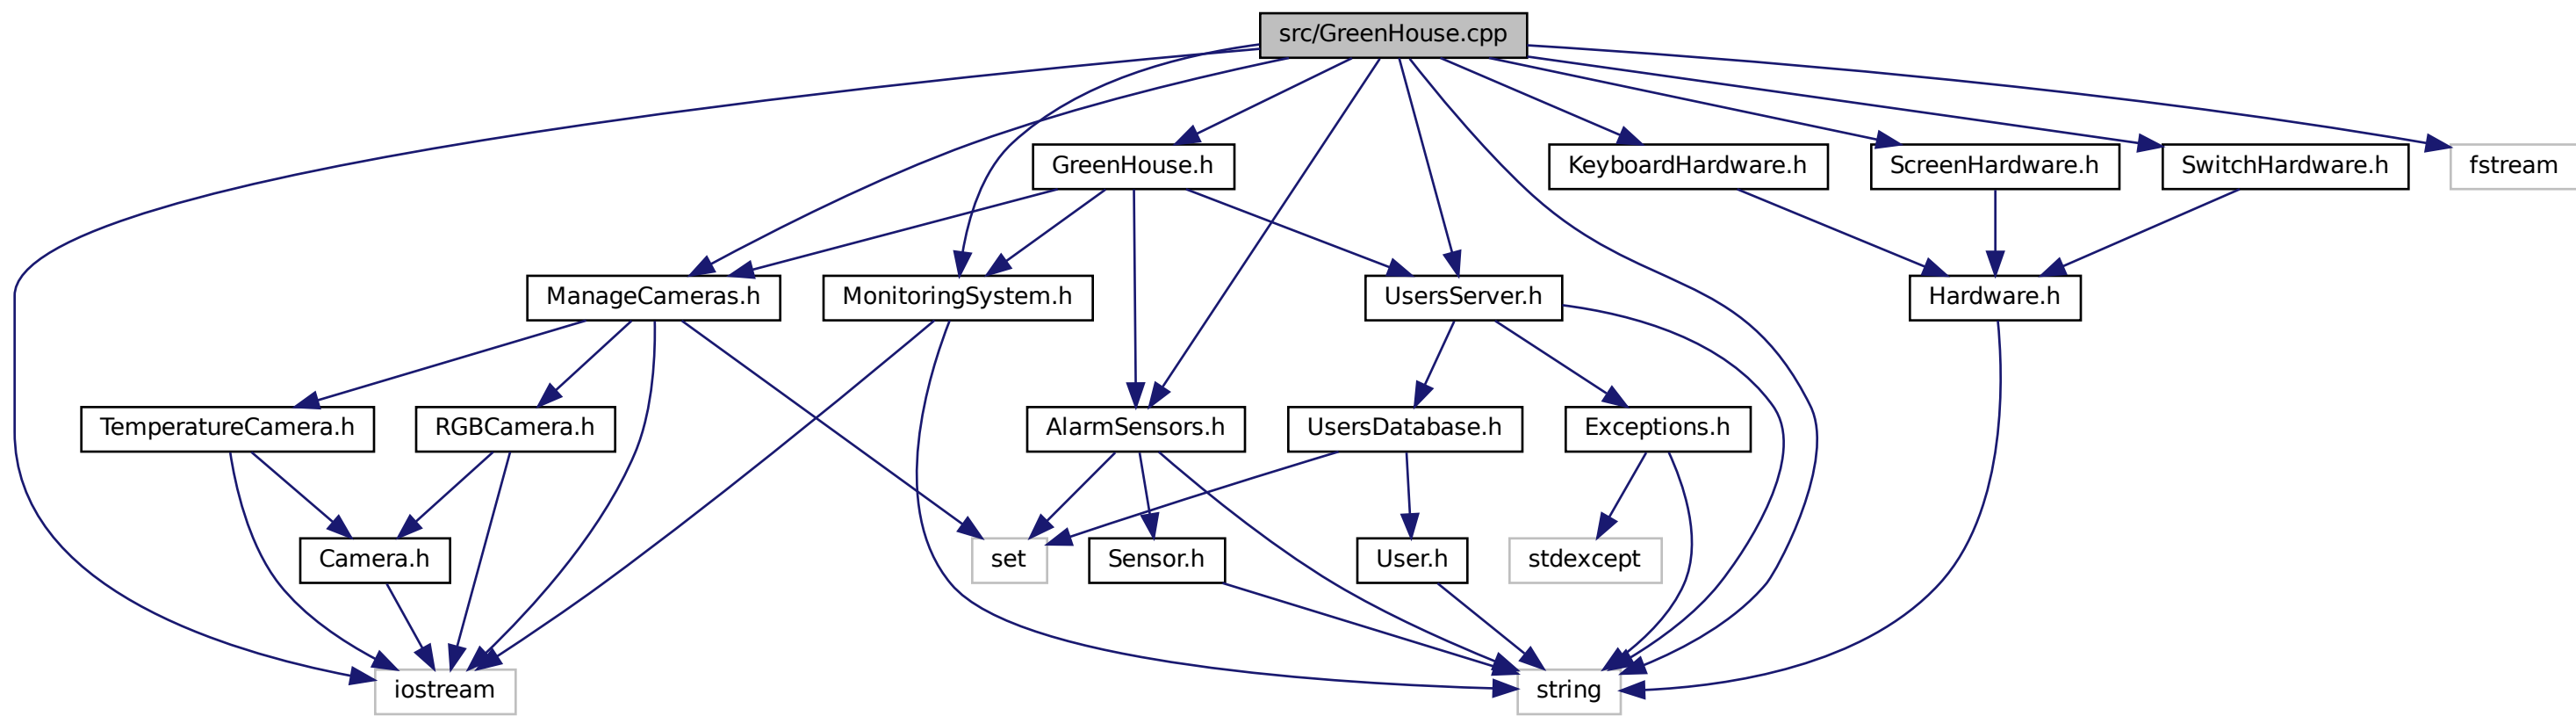 src/GreenHouse.cpp
GreenHouse.h
KeyboardHardware.h
ScreenHardware.h
SwitchHardware.h
fstream
ManageCameras.h
MonitoringSystem.h
UsersServer.h
Hardware.h
TemperatureCamera.h
RGBCamera.h
AlarmSensors.h
UsersDatabase.h
Exceptions.h
Camera.h
set
Sensor.h
User.h
stdexcept
iostream
string